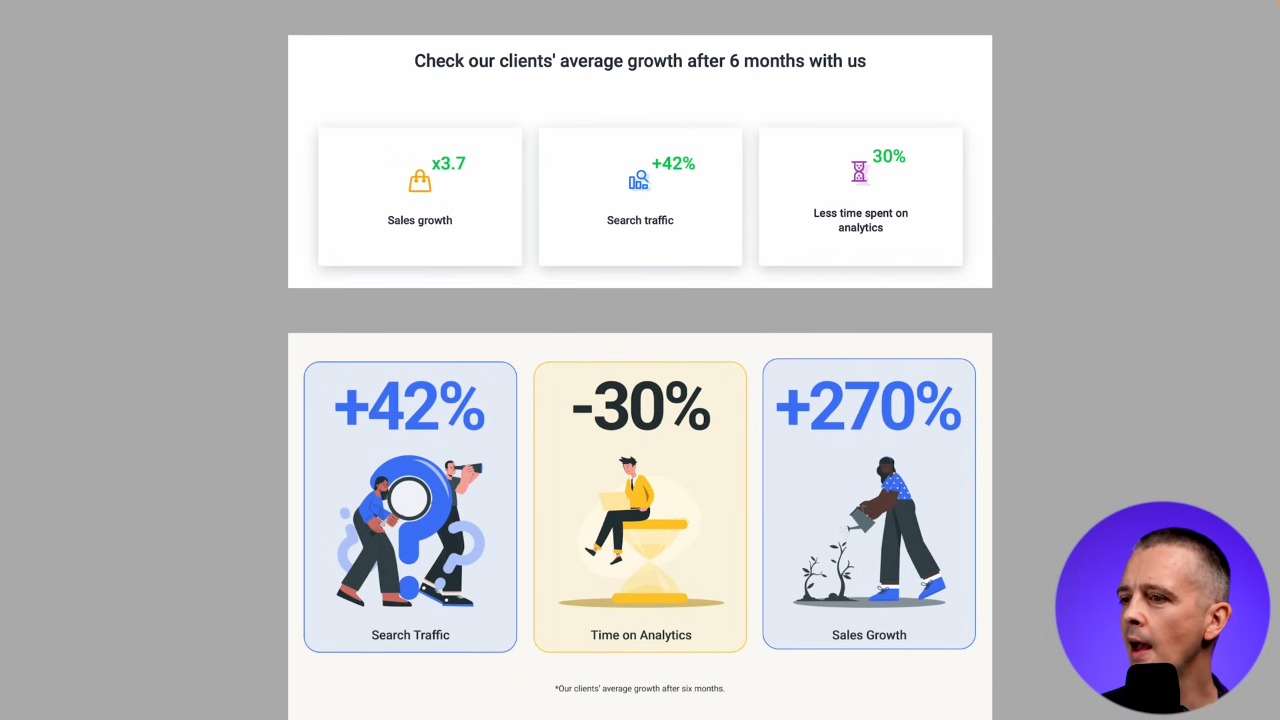 Check our clients' average growth after 6 months with us
x3.7
Sales growth
+42%
Search traffic
30%
Less time spent on
analytics
+42%
Search Traffic
-30%
Time on Analytics
+270%
Sales Growth
*Our clients' average growth after six months.